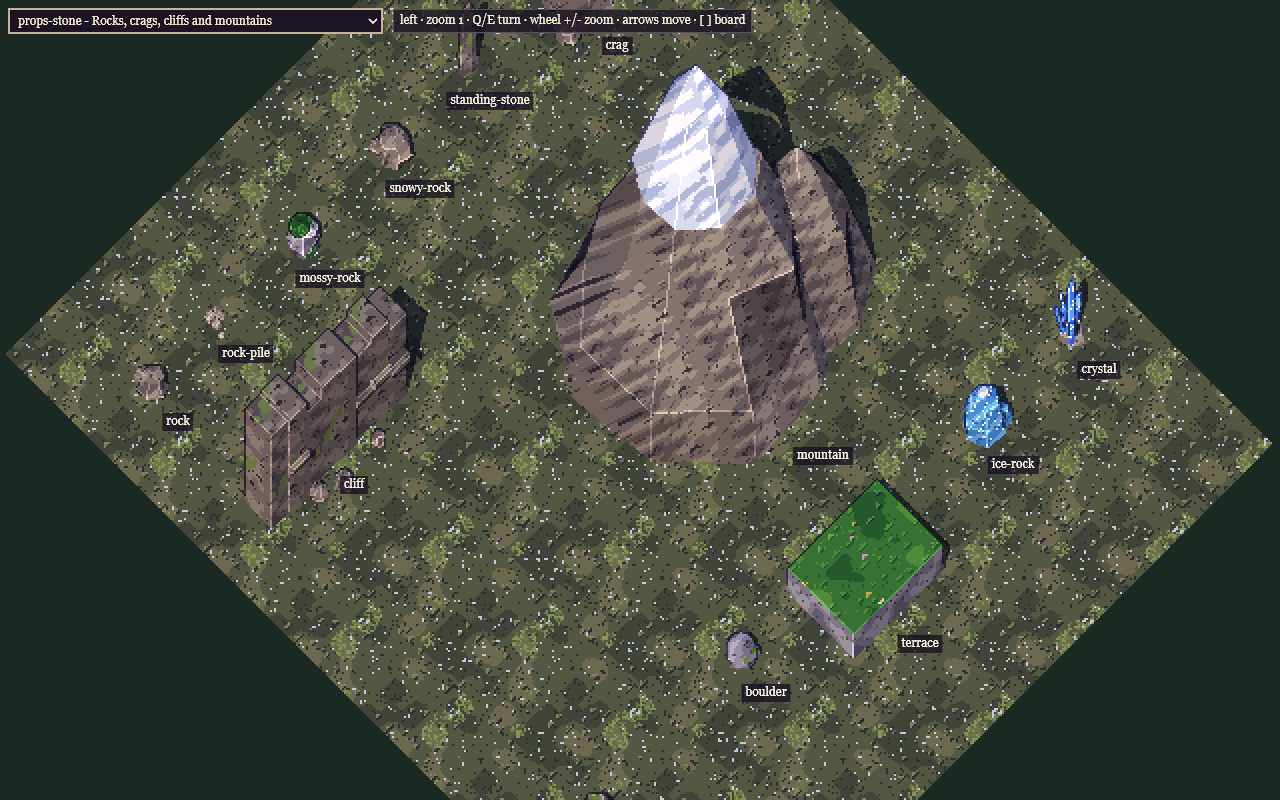 props-stone - Rocks, crags, cliffs and mountains
left · zoom 1 · Q/E turn · wheel +/- zoom · arrows move · [ ] board
crag
standing-stone
snowy-rock
mossy-rock
rock-pile
crystal
rock
mountain
ice-rock
cliff
terrace
boulder